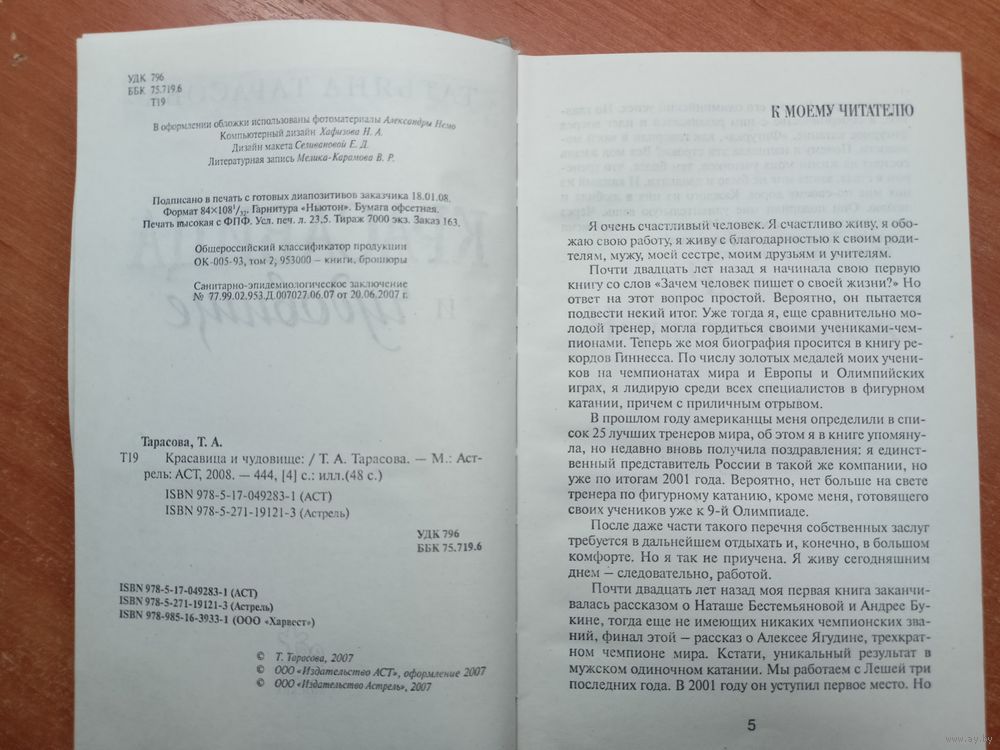 УДК 796
ББК 75.719.6
Т19
В оформлении обложки использованы фотоматериалы Александры Немо
Компьютерный дизайн Хафизова Н. А.
Дизайн макета Селивановой Е. Д.
Литературная запись Мелика-Карамова В. Р.
Подписано в печать с готовых диапозитивов заказчика 18.01.08.
Формат 84×108¹/₃₂. Гарнитура «Ньютон». Бумага офсетная.
Печать высокая с ФПФ. Усл. печ. л. 23,5. Тираж 7000 экз. Заказ 163.
Общероссийский классификатор продукции
ОК-005-93, том 2; 953000 – книги, брошюры
Санитарно-эпидемиологическое заключение
№ 77.99.02.953.Д.007027.06.07 от 20.06.2007 г.
Тарасова, Т. А.
Т19 Красавица и чудовище: / Т. А. Тарасова. — М.: Аст-
рель: АСТ, 2008. — 444, [4] с.: илл.(48 с.)
ISBN 978-5-17-049283-1 (АСТ)
ISBN 978-5-271-19121-3 (Астрель)
УДК 796
ББК 75.719.6
ISBN 978-5-17-049283-1 (АСТ)
ISBN 978-5-271-19121-3 (Астрель)
ISBN 978-985-16-3933-1 (ООО «Харвест»)
© Т. Тарасова, 2007
© ООО «Издательство АСТ», оформление 2007
© ООО «Издательство Астрель», 2007
К МОЕМУ ЧИТАТЕЛЮ
Я очень счастливый человек. Я счастливо живу, я обо-
жаю свою работу, я живу с благодарностью к своим роди-
телям, мужу, моей сестре, моим друзьям и учителям.
Почти двадцать лет назад я начинала свою первую
книгу со слов «Зачем человек пишет о своей жизни?» Но
ответ на этот вопрос простой. Вероятно, он пытается
подвести некий итог. Уже тогда я, еще сравнительно мо-
лодой тренер, могла гордиться своими учениками-чем-
пионами. Теперь же моя биография просится в книгу ре-
кордов Гиннесса. По числу золотых медалей моих учени-
ков на чемпионатах мира и Европы и Олимпийских
играх, я лидирую среди всех специалистов в фигурном
катании, причем с приличным отрывом.
В прошлом году американцы меня определили в спи-
сок 25 лучших тренеров мира, об этом я в книге упомяну-
ла, но недавно вновь получила поздравления: я един-
ственный представитель России в такой же компании, но
уже по итогам 2001 года. Вероятно, нет больше на свете
тренера по фигурному катанию, кроме меня, готовящего
своих учеников уже к 9-й Олимпиаде.
После даже части такого перечня собственных заслуг
требуется в дальнейшем отдыхать и, конечно, в большом
комфорте. Но я так не приучена. Я живу сегодняшним
днем – следовательно, работой.
Почти двадцать лет назад моя первая книга заканчи-
валась рассказом о Наташе Бестемьяновой и Андрее Бу-
кине, тогда еще не имеющих никаких чемпионских зва-
ний, финал этой – рассказ о Алексее Ягудине, трехкрат-
ном чемпионе мира. Кстати, уникальный результат в
мужском одиночном катании. Мы работаем с Лешей три
последних года. В 2001 году он уступил первое место. Но
5
www.ay.by